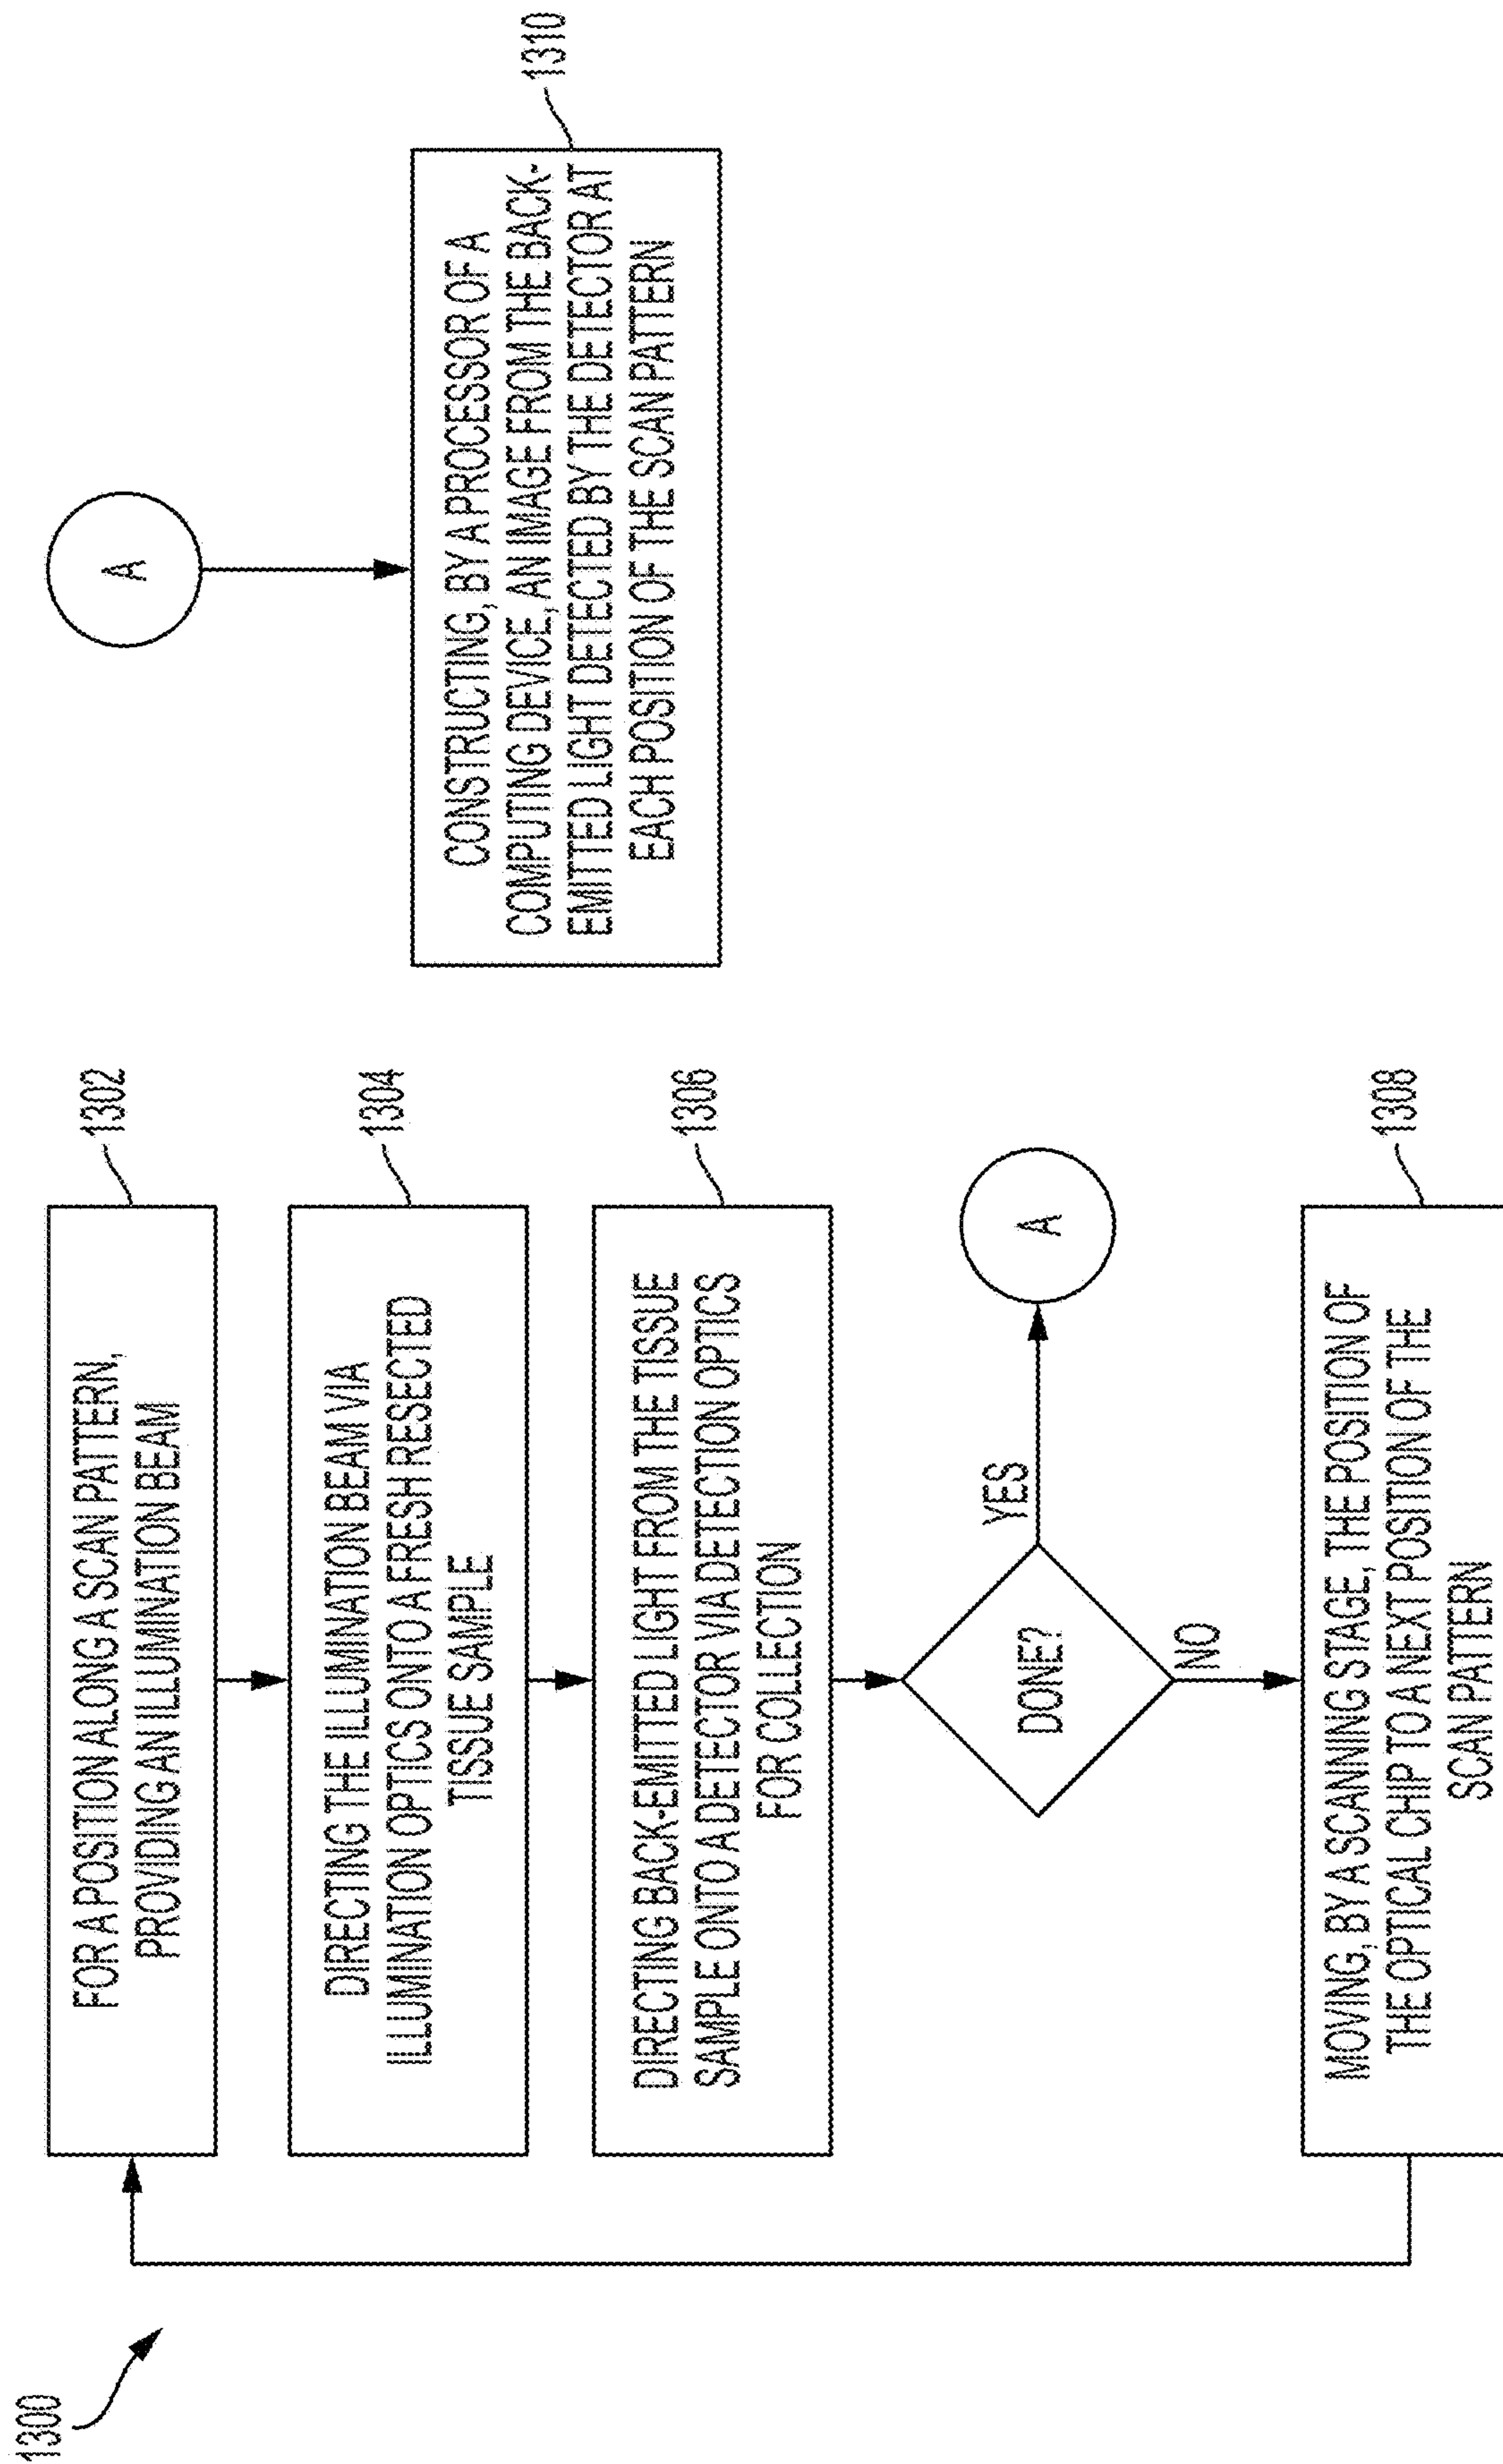 1300
FOR A POSITION ALONG A SCAN PATTERN,
PROVIDING AN ILLUMINATION BEAM
1302
DIRECTING THE ILLUMINATION BEAM VIA
ILLUMINATION OPTICS ONTO A FRESH RESECTED
TISSUE SAMPLE
1304
DIRECTING BACK-EMITTED LIGHT FROM THE TISSUE
SAMPLE ONTO A DETECTOR VIA DETECTION OPTICS
FOR COLLECTION
1306
DONE?
YES
A
NO
MOVING, BY A SCANNING STAGE, THE POSITION OF
THE OPTICAL CHIP TO A NEXT POSITION OF THE
SCAN PATTERN
1308
A
CONSTRUCTING, BY A PROCESSOR OF A
COMPUTING DEVICE, AN IMAGE FROM THE BACK-
EMITTED LIGHT DETECTED BY THE DETECTOR AT
EACH POSITION OF THE SCAN PATTERN
1310